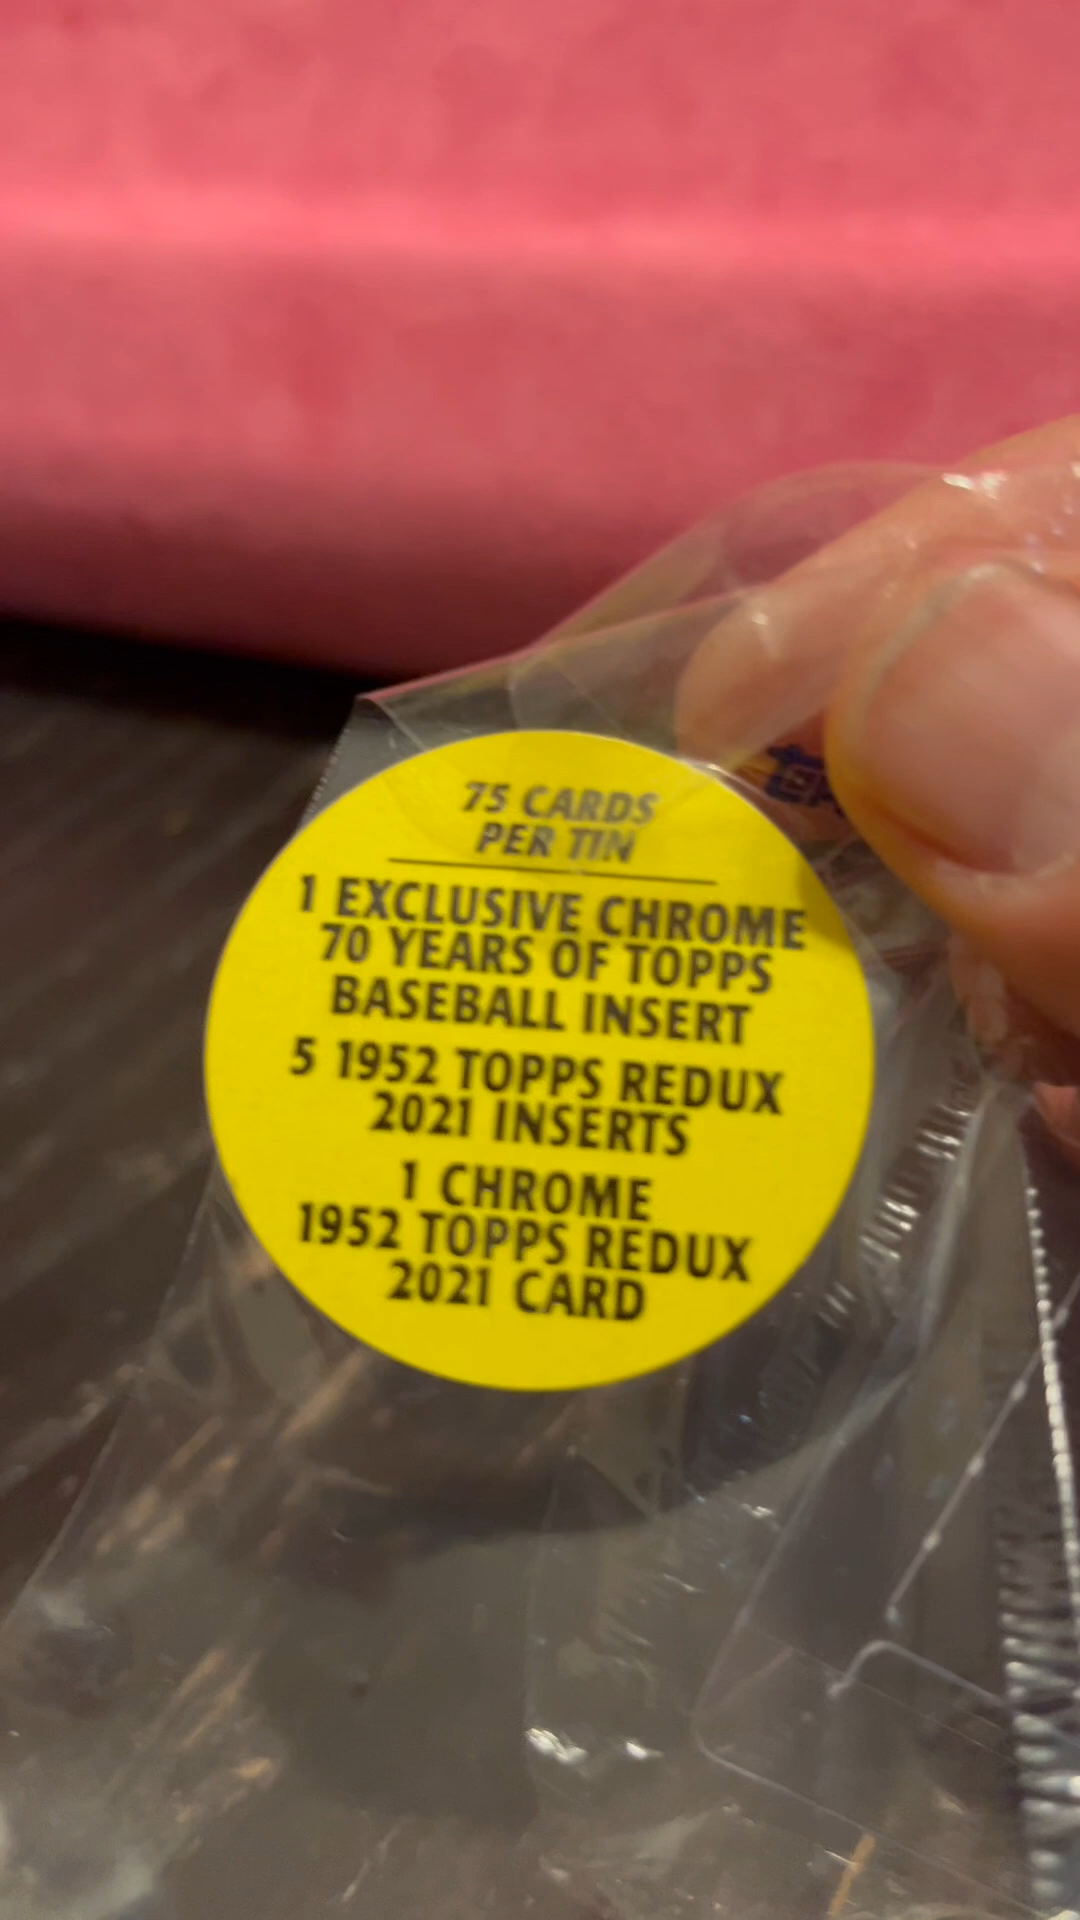 75 CARDS
PER TIN
1 EXCLUSIVE CHROME
70 YEARS OF TOPPS
BASEBALL INSERT
5 1952 TOPPS REDUX
2021 INSERTS
1 CHROME
1952 TOPPS REDUX
2021 CARD